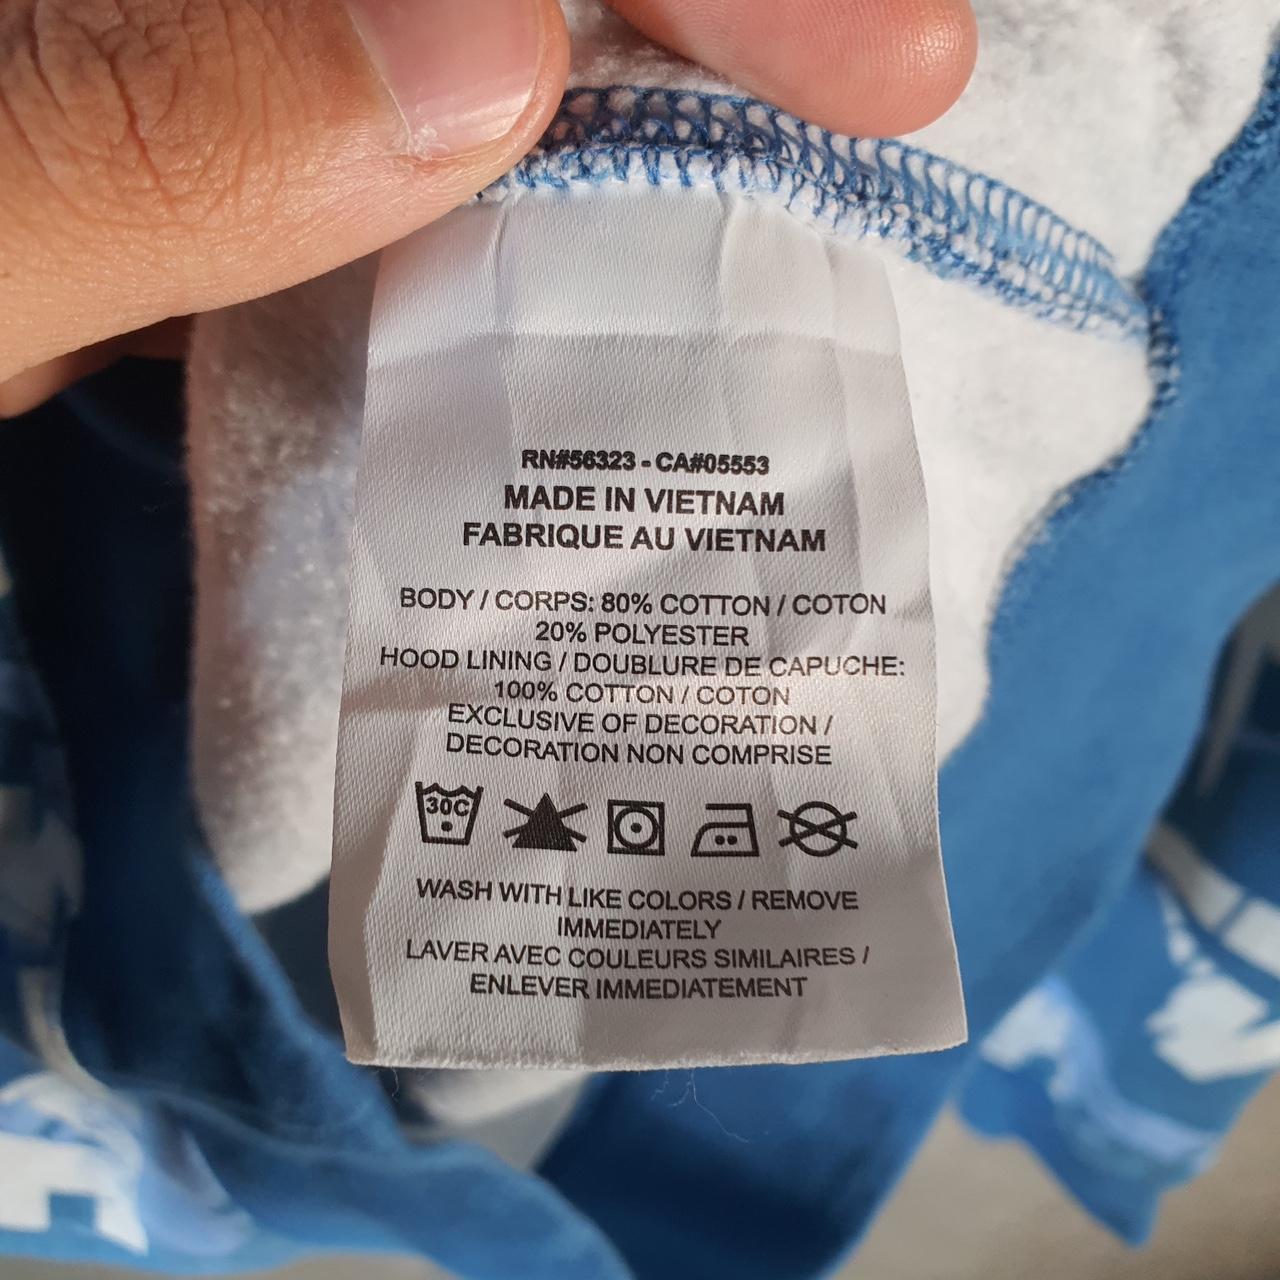 RN#56323 - CA#05553
MADE IN VIETNAM
FABRIQUE AU VIETNAM
BODY / CORPS: 80% COTTON / COTON
20% POLYESTER
HOOD LINING / DOUBLURE DE CAPUCHE:
100% COTTON / COTON
EXCLUSIVE OF DECORATION /
DECORATION NON COMPRISE
30C
WASH WITH LIKE COLORS / REMOVE
IMMEDIATELY
LAVER AVEC COULEURS SIMILAIRES /
ENLEVER IMMEDIATEMENT